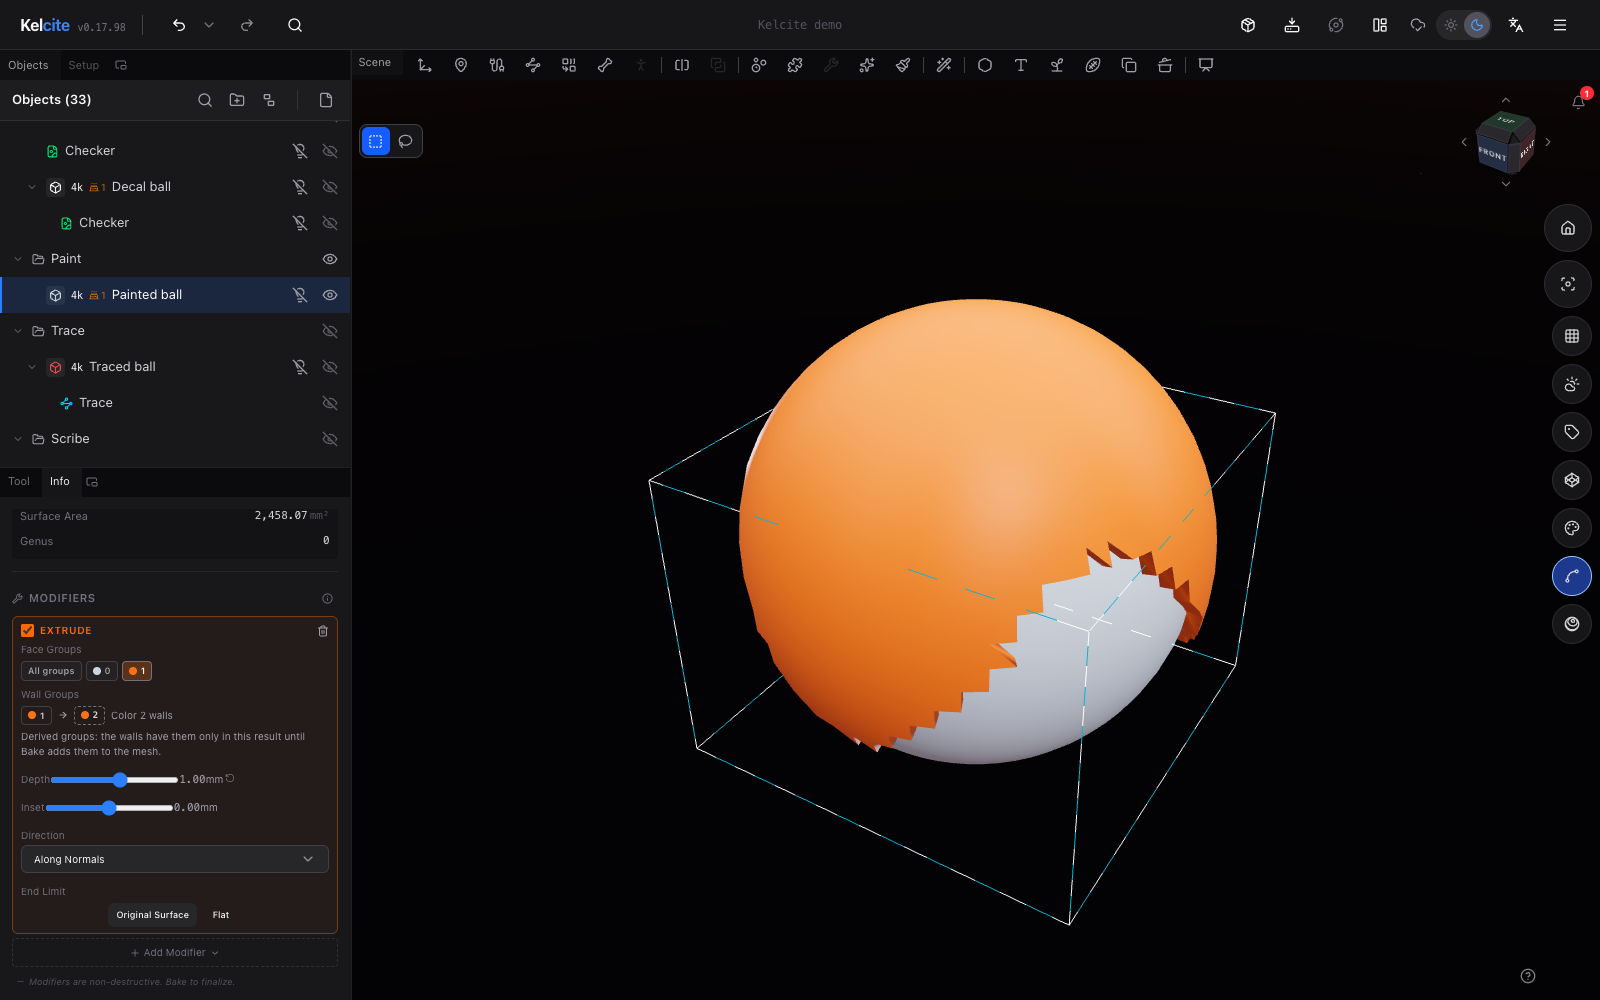 Kelcite v0.17.98
Kelcite demo
Objects Setup
Scene
Objects (33)
1
TOP
FRONT
Checker
4k 1 Decal ball
Checker
Paint
4k 1 Painted ball
Trace
4k Traced ball
Trace
Scribe
Tool Info
Surface Area 2,458.07 mm²
Genus 0
MODIFIERS
EXTRUDE
Face Groups
All groups 0 1
Wall Groups
1 → 2 Color 2 walls
Derived groups: the walls have them only in this result until
Bake adds them to the mesh.
Depth 1.00mm
Inset 0.00mm
Direction
Along Normals
End Limit
Original Surface Flat
+ Add Modifier
— Modifiers are non-destructive. Bake to finalize.